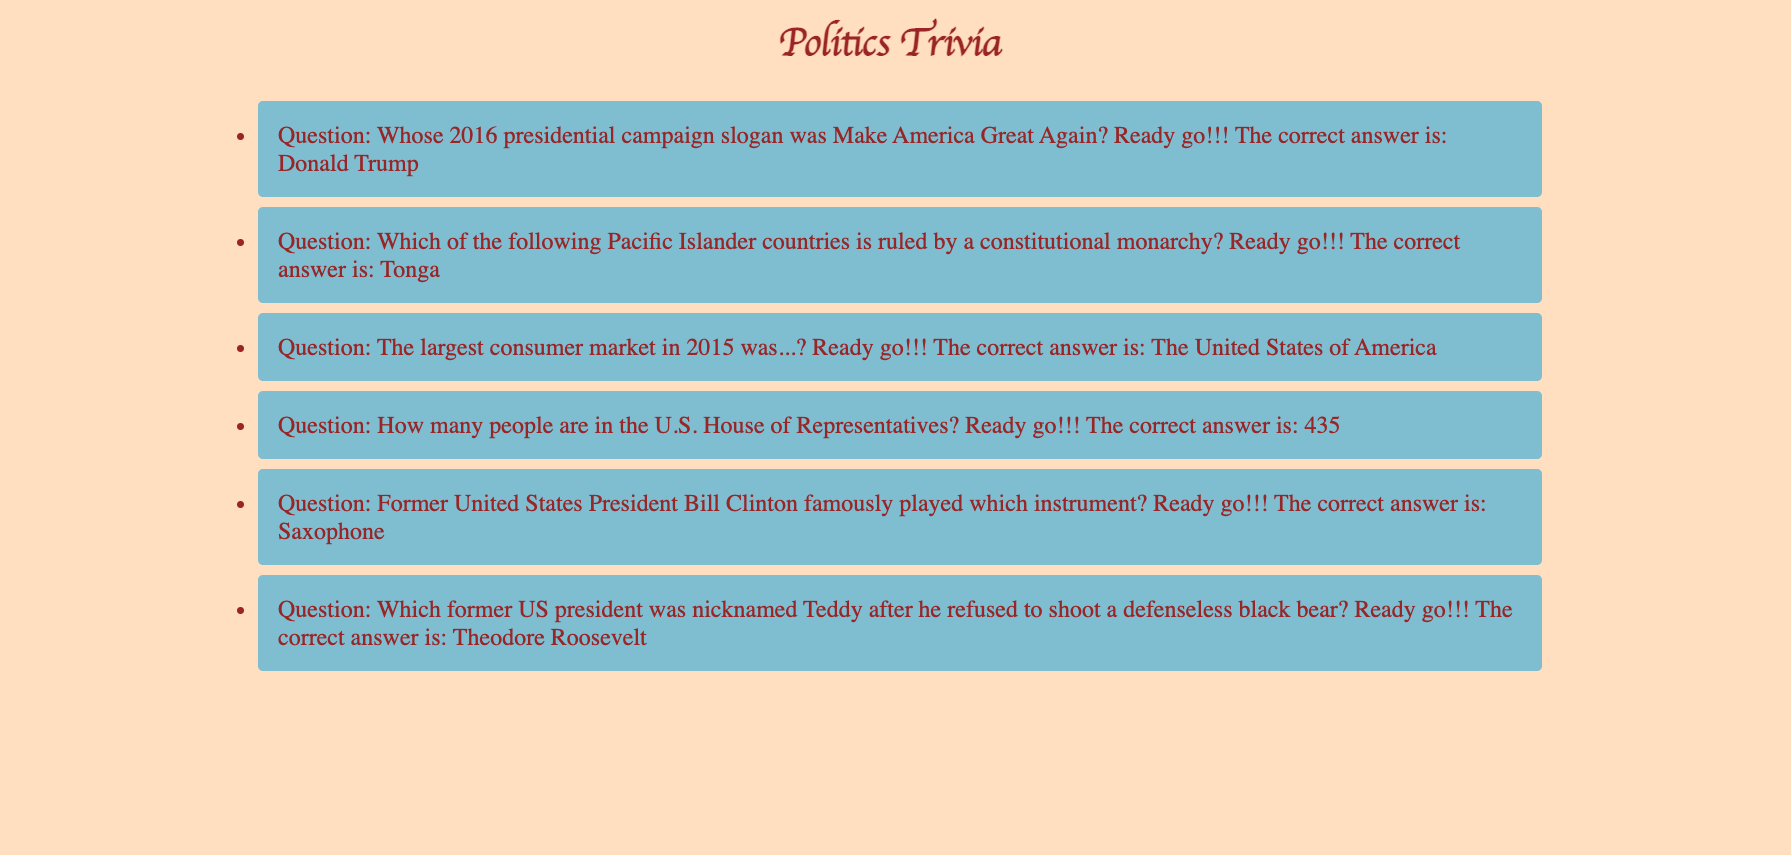 Politics Trivia
Question: Whose 2016 presidential campaign slogan was Make America Great Again? Ready go!!! The correct answer is:
Donald Trump
Question: Which of the following Pacific Islander countries is ruled by a constitutional monarchy? Ready go!!! The correct
answer is: Tonga
Question: The largest consumer market in 2015 was...? Ready go!!! The correct answer is: The United States of America
Question: How many people are in the U.S. House of Representatives? Ready go!!! The correct answer is: 435
Question: Former United States President Bill Clinton famously played which instrument? Ready go!!! The correct answer is:
Saxophone
Question: Which former US president was nicknamed Teddy after he refused to shoot a defenseless black bear? Ready go!!! The
correct answer is: Theodore Roosevelt